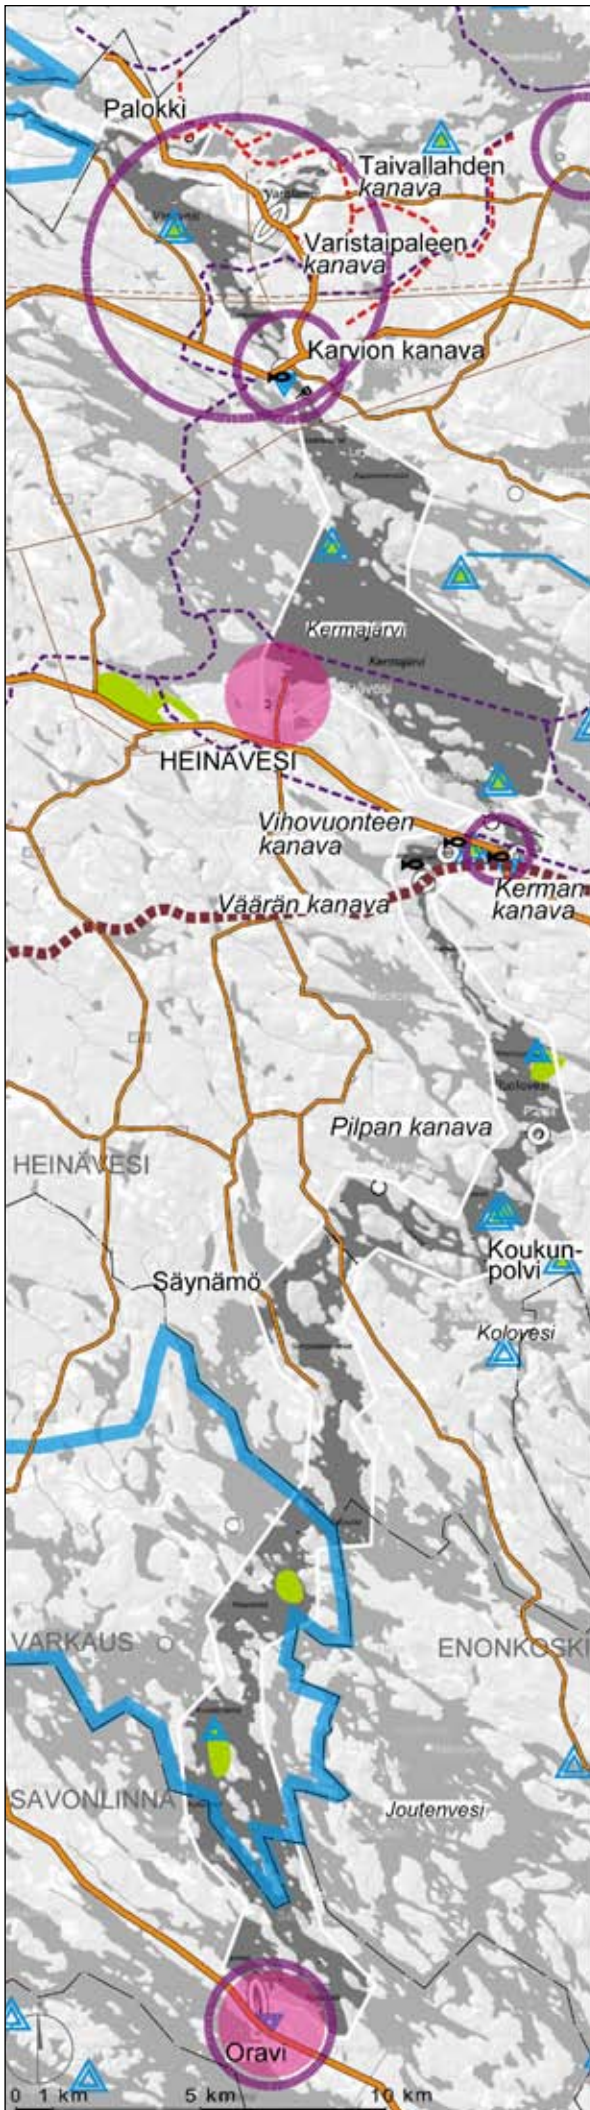 Palokki
Taivallahden
kanava
Varistaipaleen
kanava
Karvion kanava
Kermajärvi
Kermajärvi
HEINÄVESI
Vihovuonteen
kanava
Kerman
kanava
Väärän kanava
Pilpan kanava
HEINÄVESI
Koukun-
polvi
Säynämö
Kolovesi
VARKAUS
ENONKOSKI
SAVONLINNA
Joutenvesi
Oravi
0 1 km 5 km 10 km